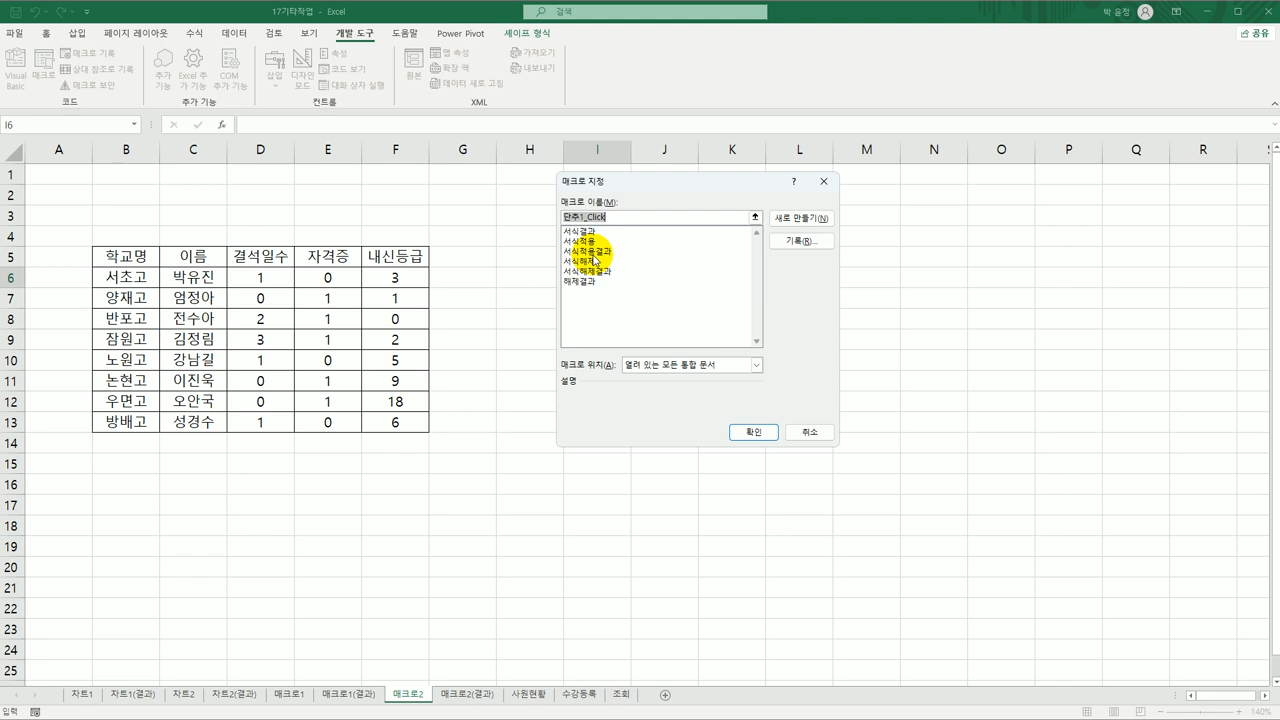 17기타작업 - Excel
검색
박 윤정
파일 홈 삽입 페이지 레이아웃 수식 데이터 검토 보기 개발 도구 도움말 Power Pivot 셰이프 형식
공유
Visual Basic
매크로
매크로 기록
상대 참조로 기록
매크로 보안
코드
추가 기능
Excel 추가 기능
COM 추가 기능
추가 기능
삽입
디자인 모드
속성
코드 보기
대화 상자 실행
컨트롤
원본
맵 속성
확장 팩
데이터 새로 고침
가져오기
내보내기
XML
I6
fx
A B C D E F G H I J K L M N O P Q R
1
2
3
4
5 학교명 이름 결석일수 자격증 내신등급
6 서초고 박유진 1 0 3
7 양재고 엄정아 0 1 1
8 반포고 전수아 2 1 0
9 잠원고 김정림 3 1 2
10 노원고 강남길 1 0 5
11 논현고 이진욱 0 1 9
12 우면고 오안국 0 1 18
13 방배고 성경수 1 0 6
14
15
16
17
18
19
20
21
22
23
24
25
매크로 지정
?
매크로 이름(M):
단추1_Click
새로 만들기(N)
기록(R)...
서식결과
서식적용
서식적용결과
서식해제
서식해제결과
해제결과
매크로 위치(A): 열려 있는 모든 통합 문서
설명
확인 취소
차트1 차트1(결과) 차트2 차트2(결과) 매크로1 매크로1(결과) 매크로2 매크로2(결과) 사원현황 수강등록 조회
입력
140%